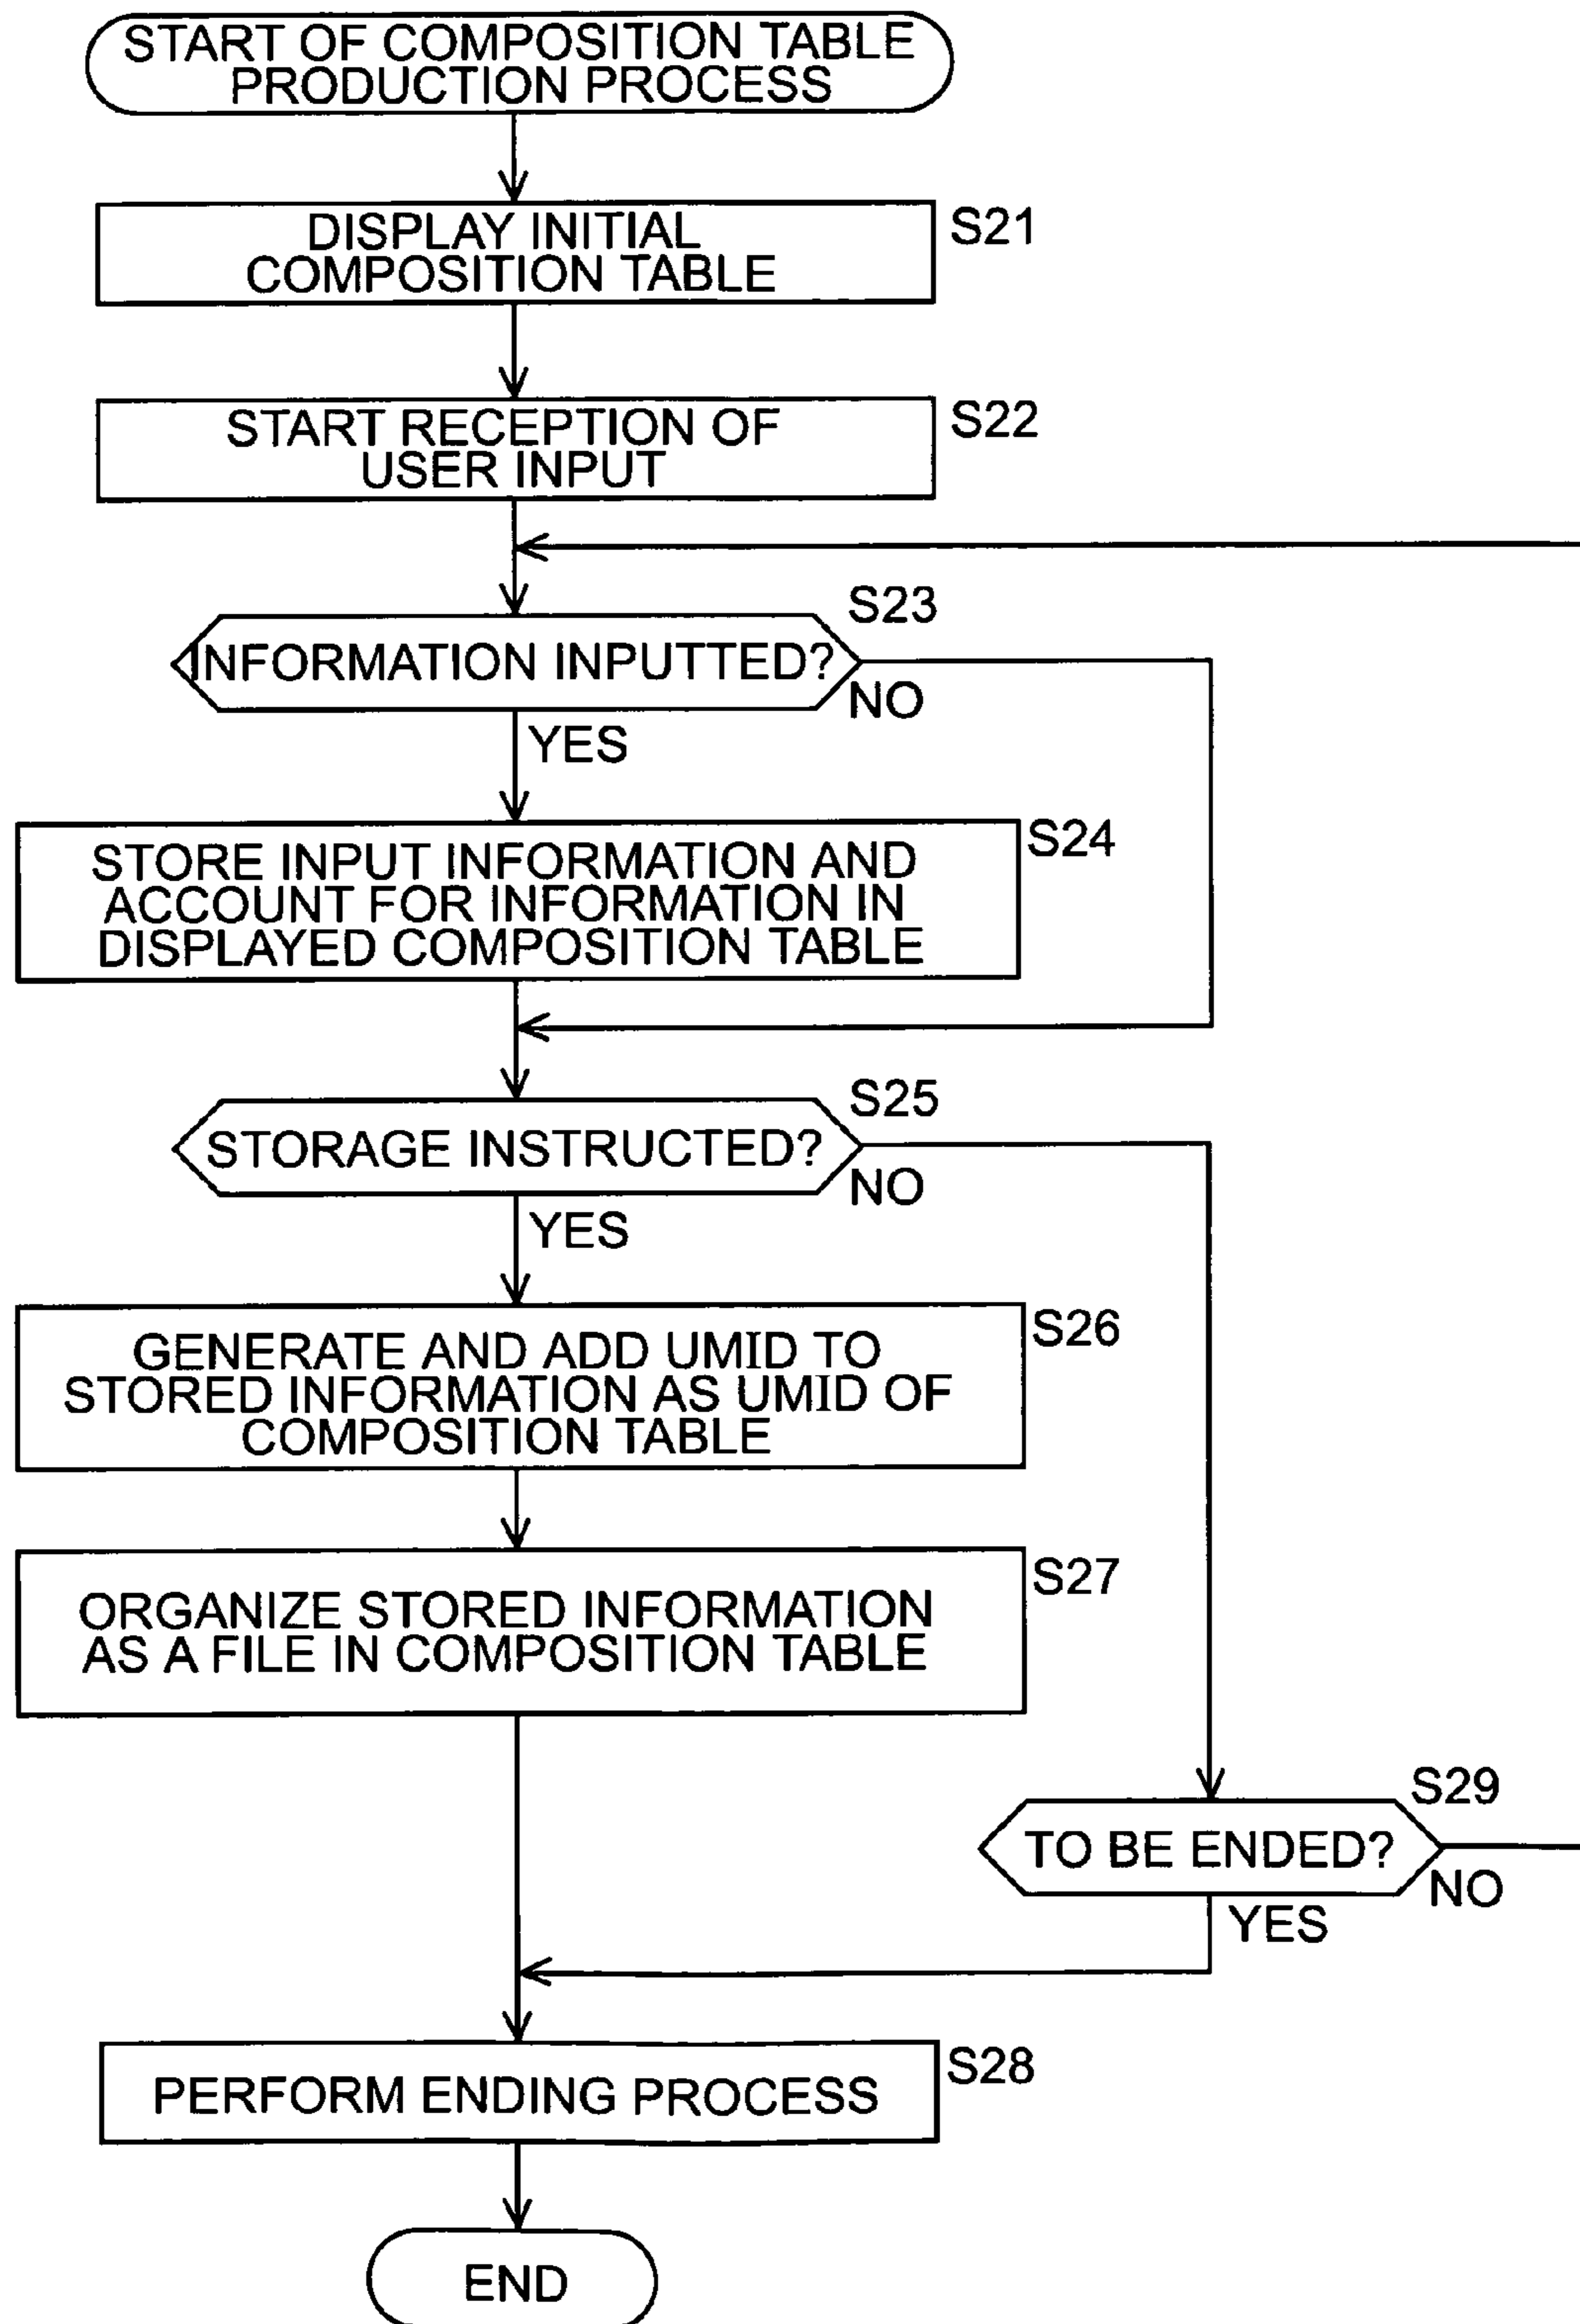 START OF COMPOSITION TABLE
PRODUCTION PROCESS
DISPLAY INITIAL
COMPOSITION TABLE
S21
START RECEPTION OF
USER INPUT
S22
S23
INFORMATION INPUTTED?
NO
YES
STORE INPUT INFORMATION AND
ACCOUNT FOR INFORMATION IN
DISPLAYED COMPOSITION TABLE
S24
S25
STORAGE INSTRUCTED?
NO
YES
GENERATE AND ADD UMID TO
STORED INFORMATION AS UMID OF
COMPOSITION TABLE
S26
ORGANIZE STORED INFORMATION
AS A FILE IN COMPOSITION TABLE
S27
S29
TO BE ENDED?
NO
YES
PERFORM ENDING PROCESS
S28
END